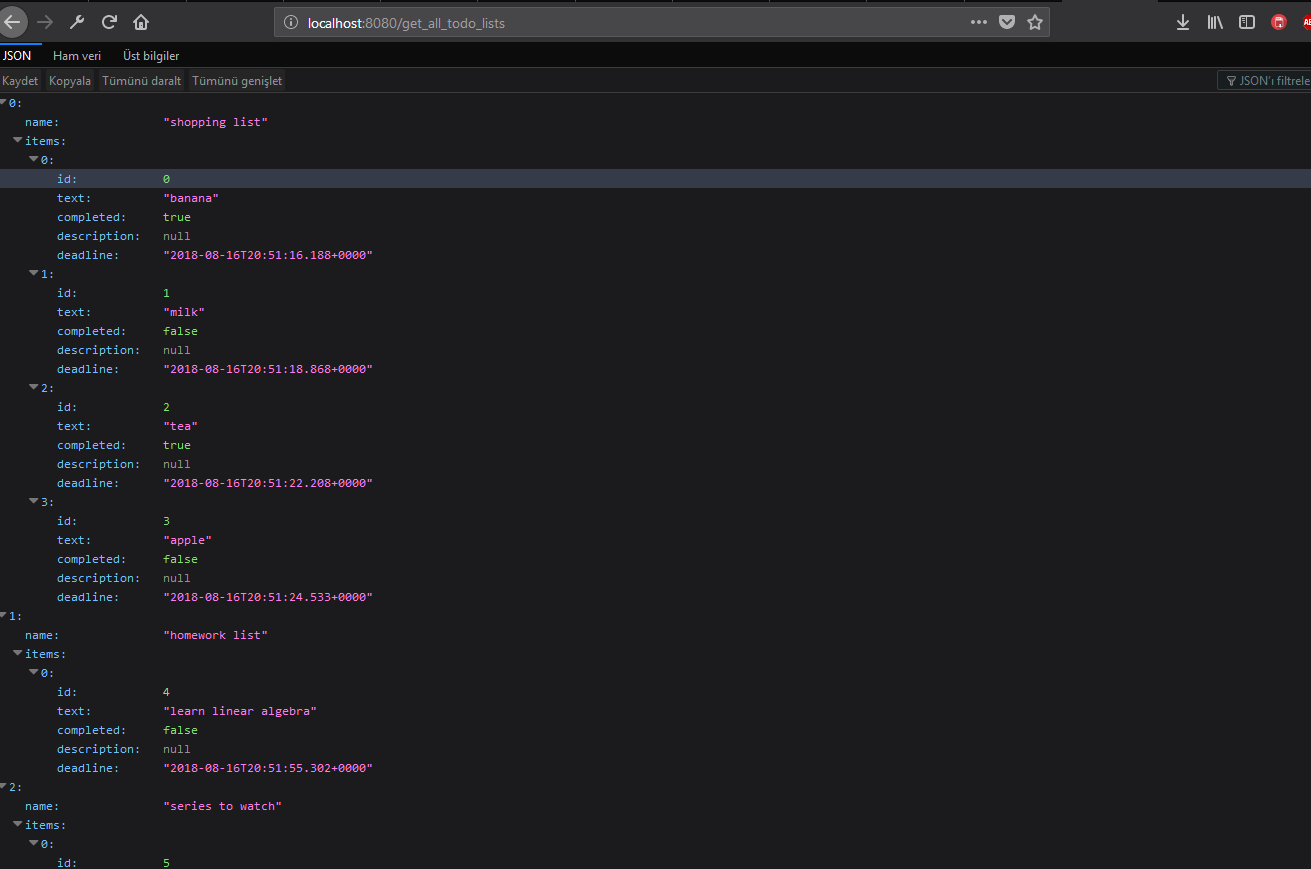 localhost:8080/get_all_todo_lists
JSON Ham veri Üst bilgiler
Kaydet Kopyala Tümünü daralt Tümünü genişlet JSON'ı filtrele
0:
name: "shopping list"
items:
0:
id: 0
text: "banana"
completed: true
description: null
deadline: "2018-08-16T20:51:16.188+0000"
1:
id: 1
text: "milk"
completed: false
description: null
deadline: "2018-08-16T20:51:18.868+0000"
2:
id: 2
text: "tea"
completed: true
description: null
deadline: "2018-08-16T20:51:22.208+0000"
3:
id: 3
text: "apple"
completed: false
description: null
deadline: "2018-08-16T20:51:24.533+0000"
1:
name: "homework list"
items:
0:
id: 4
text: "learn linear algebra"
completed: false
description: null
deadline: "2018-08-16T20:51:55.302+0000"
2:
name: "series to watch"
items:
0:
id: 5